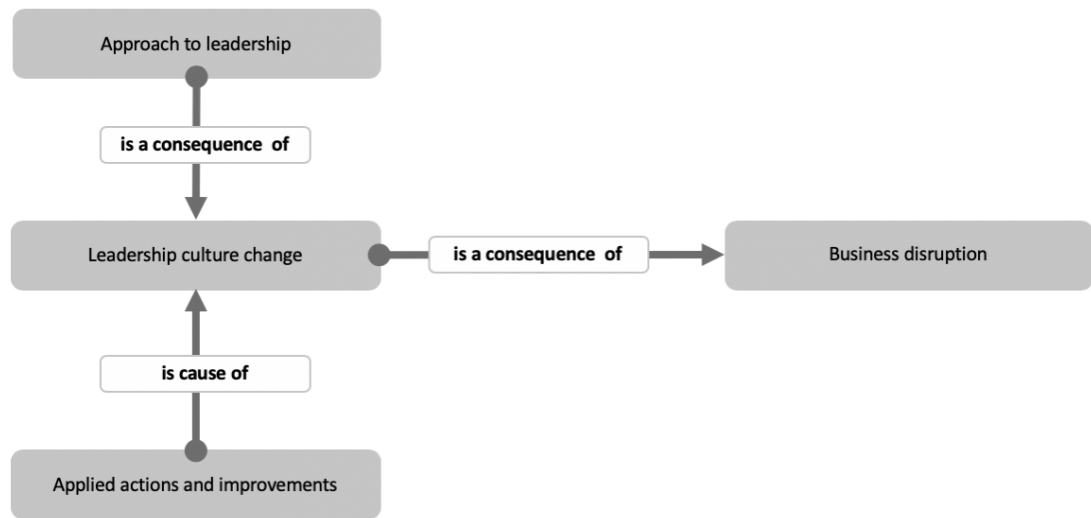 Approach to leadership
is a consequence  of
Leadership culture change
is a consequence  of
Business disruption
is cause of
Applied actions and improvements